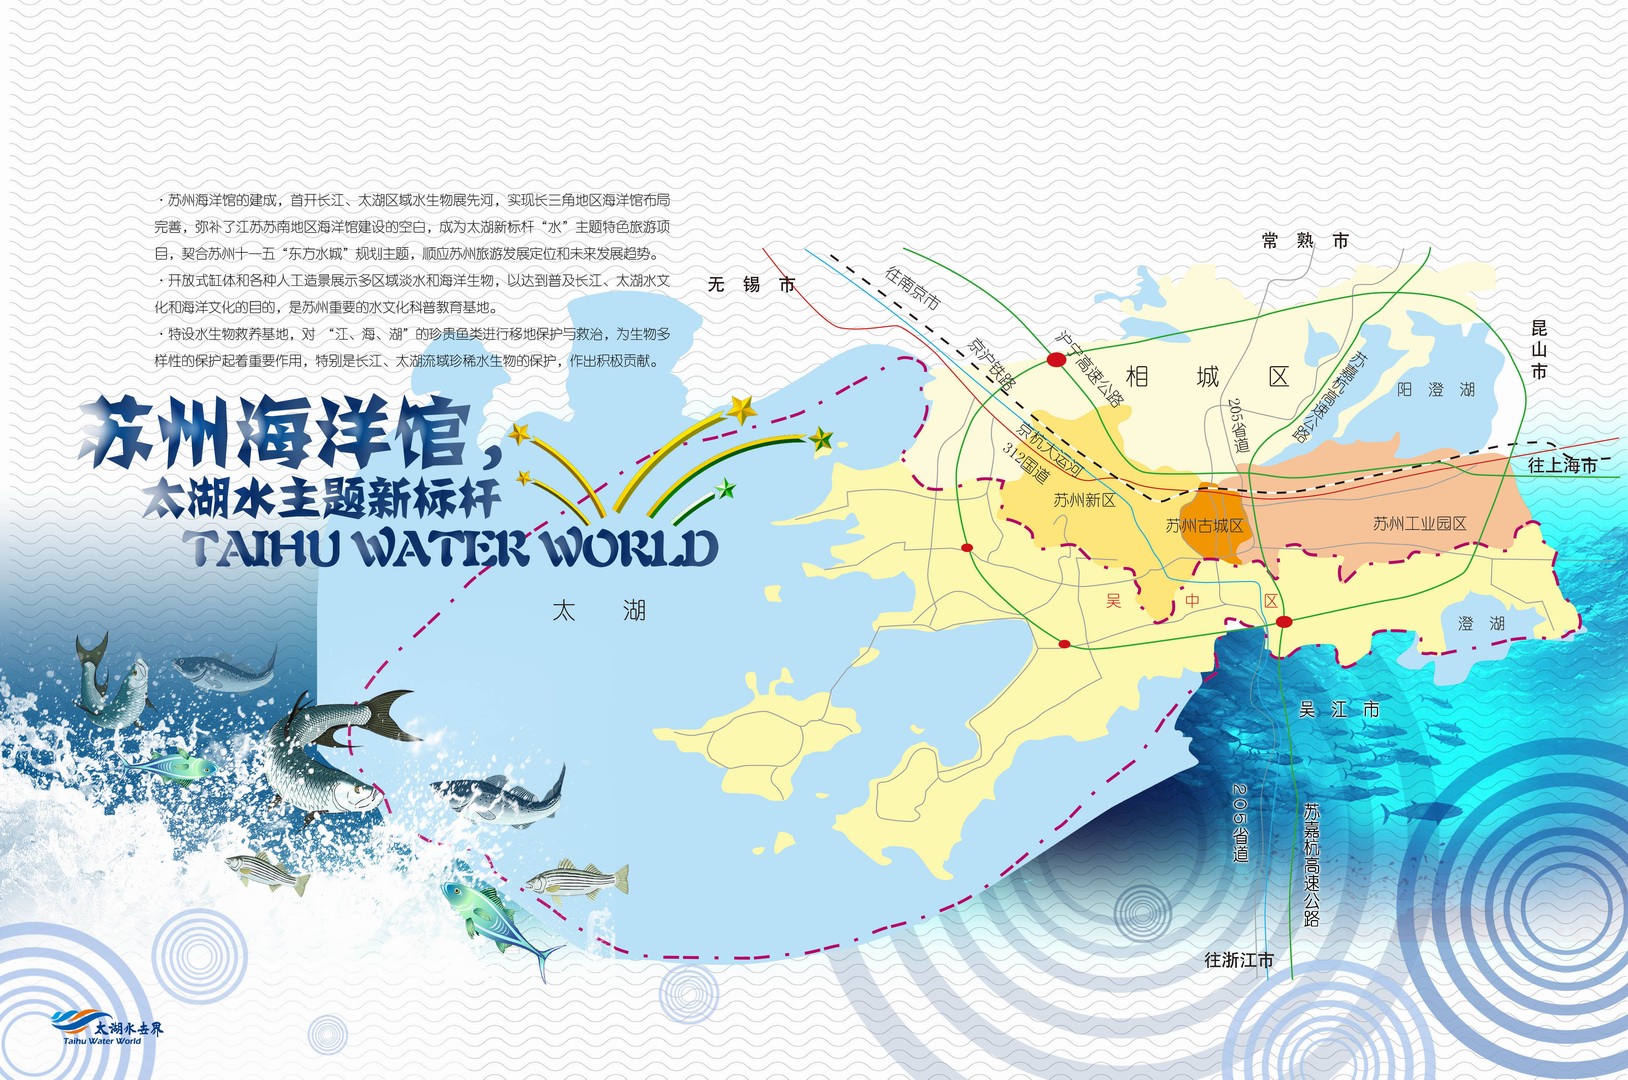 ·苏州海洋馆的建成，首开长江、太湖区域水生物展先河，实现长三角地区海洋馆布局
完善，弥补了江苏苏南地区海洋馆建设的空白，成为太湖新标杆“水”主题特色旅游项
目，契合苏州十一五“东方水城”规划主题，顺应苏州旅游发展定位和未来发展趋势。
·开放式缸体和各种人工造景展示多区域淡水和海洋生物，以达到普及长江、太湖水文
化和海洋文化的目的，是苏州重要的水文化科普教育基地。
·特设水生物救养基地，对 “江、海、湖”的珍贵鱼类进行移地保护与救治，为生物多
样性的保护起着重要作用，特别是长江、太湖流域珍稀水生物的保护，作出积极贡献。
苏州海洋馆，
太湖水主题新标杆
TAIHU WATER WORLD
常 熟 市
无 锡 市
往南京市
昆山市
京沪铁路
沪宁高速公路
相 城 区
苏嘉杭高速公路
阳 澄 湖
205省道
京杭大运河
312国道
往上海市
苏州新区
苏州古城区
苏州工业园区
太 湖
吴 中 区
澄 湖
吴 江 市
205省道
苏嘉杭高速公路
往浙江市
太湖水世界
Taihu Water World